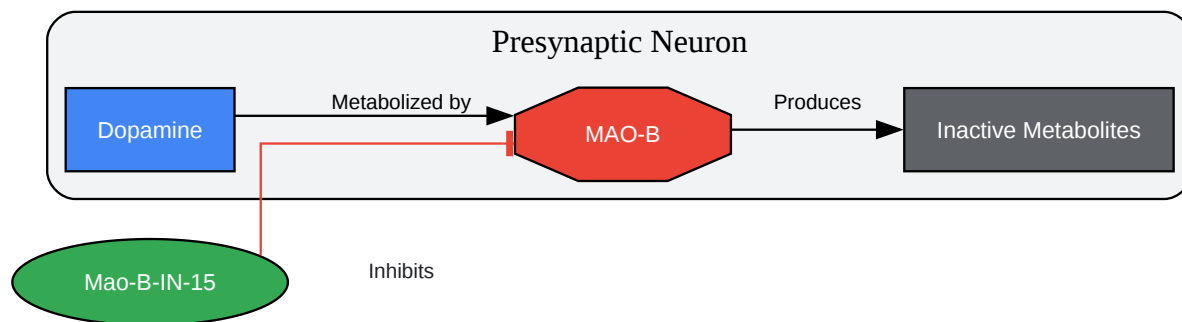 Presynaptic Neuron
Dopamine
Metabolized by
MAO-B
Produces
Inactive Metabolites
Mao-B-IN-15
Inhibits